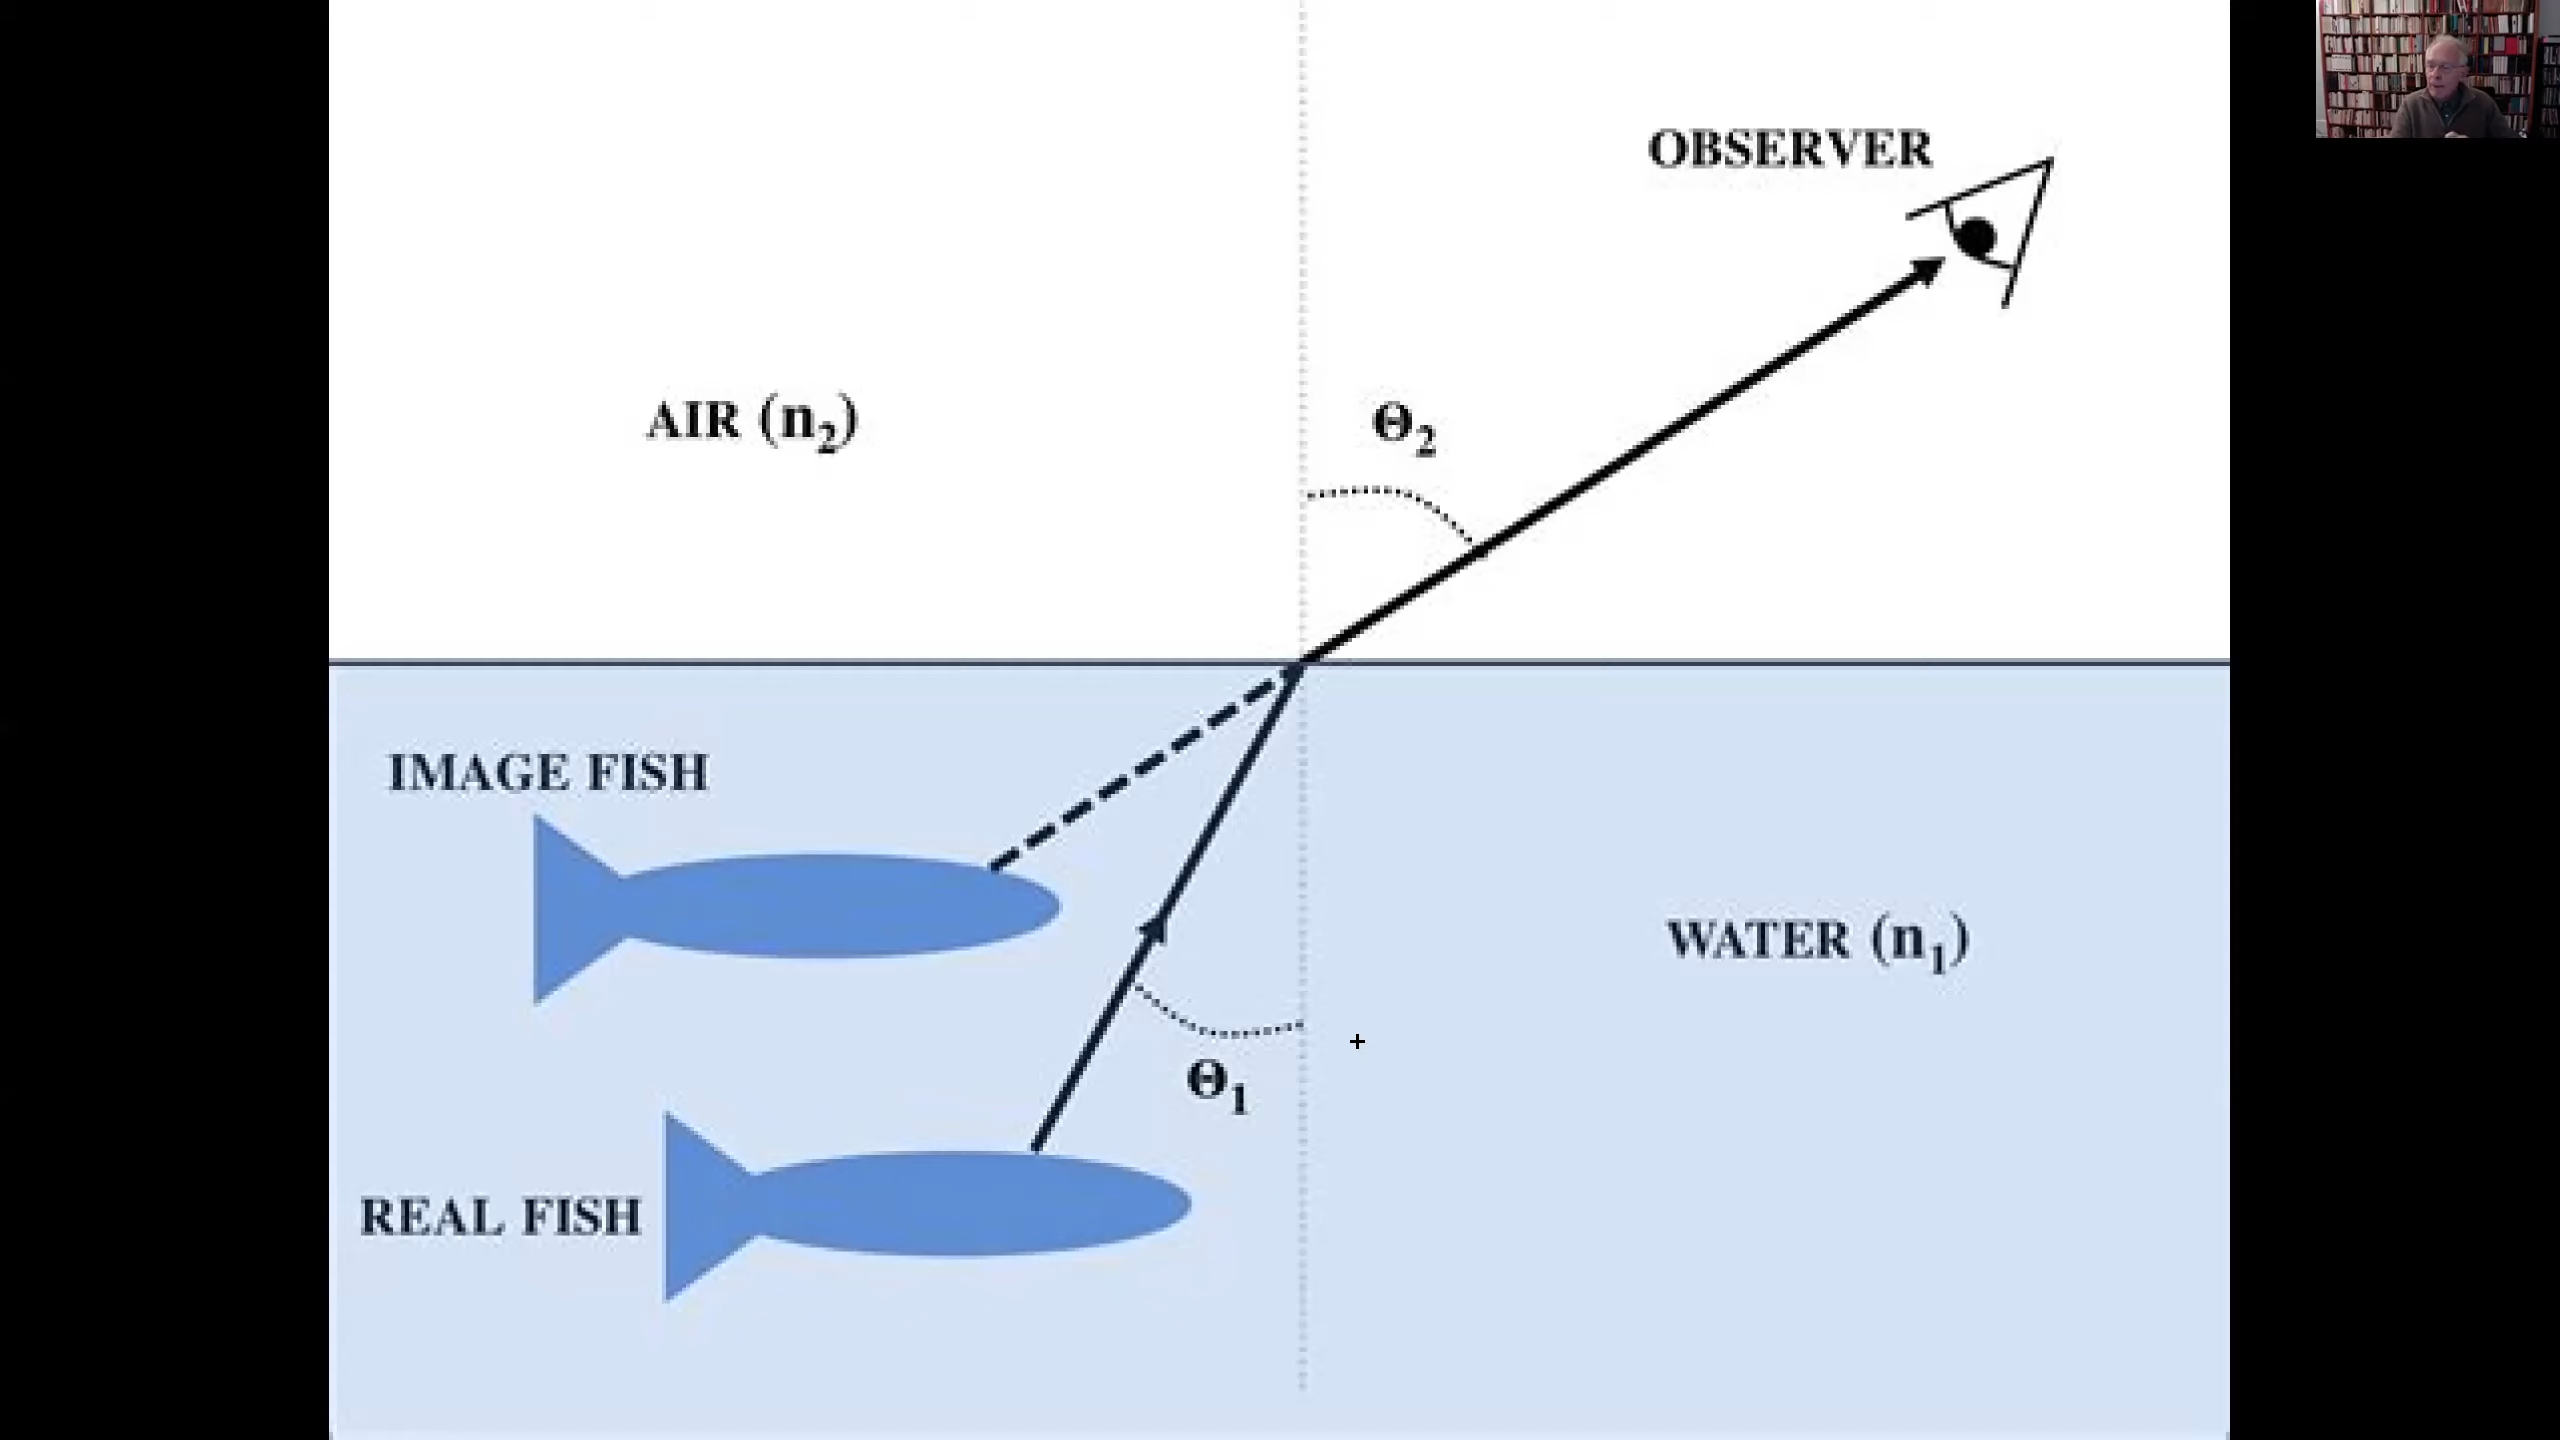 OBSERVER
AIR (n₂)
Θ₂
IMAGE FISH
WATER (n₁)
Θ₁
REAL FISH